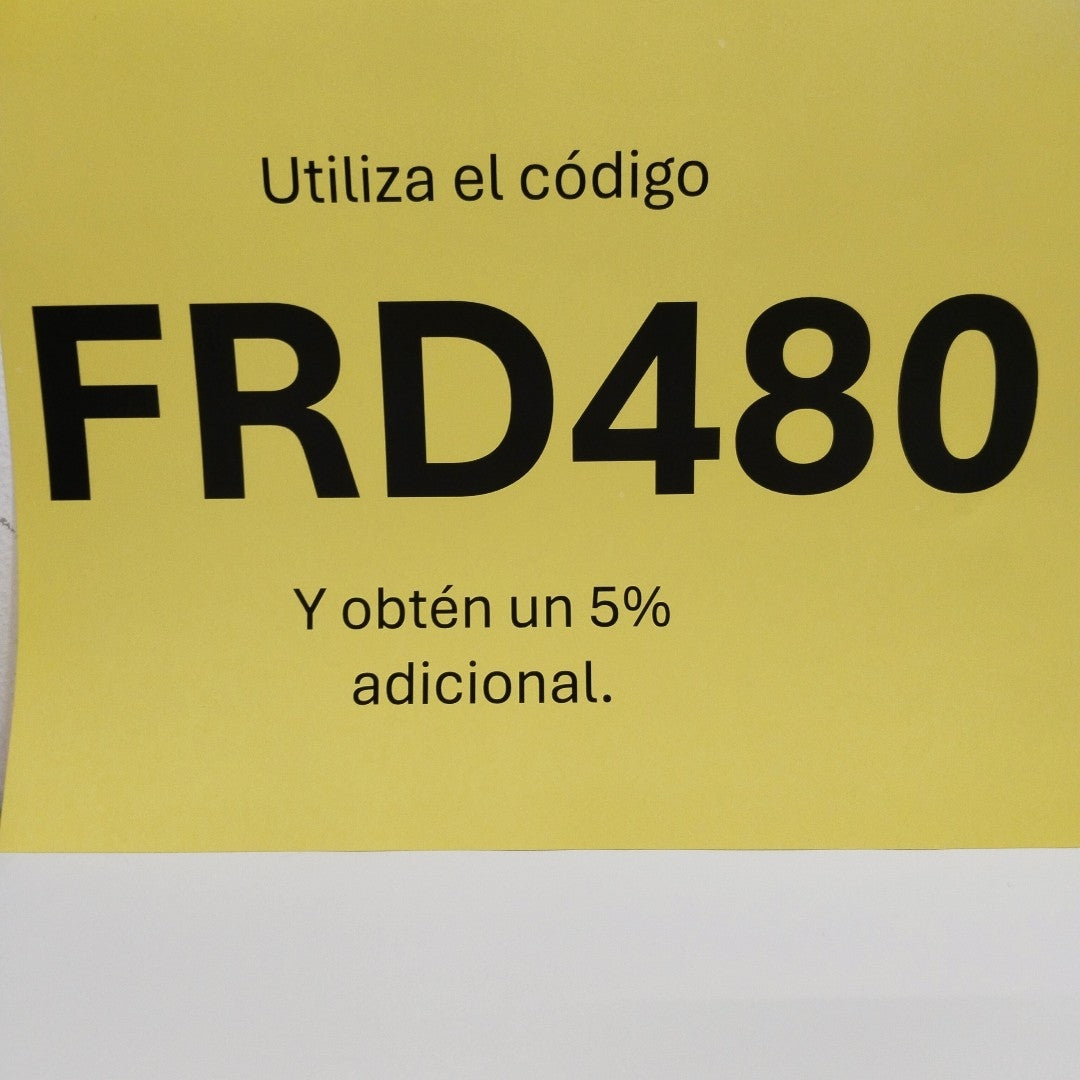 Utiliza el código
FRD480
Y obtén un 5%
adicional.